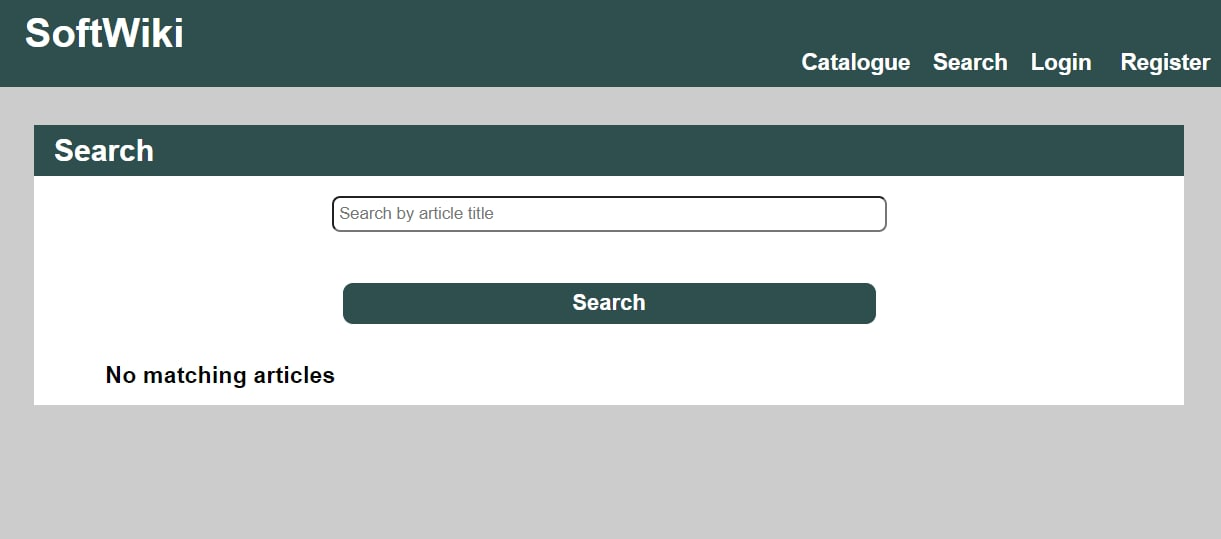 SoftWiki
Catalogue Search Login Register
Search
Search by article title
Search
No matching articles